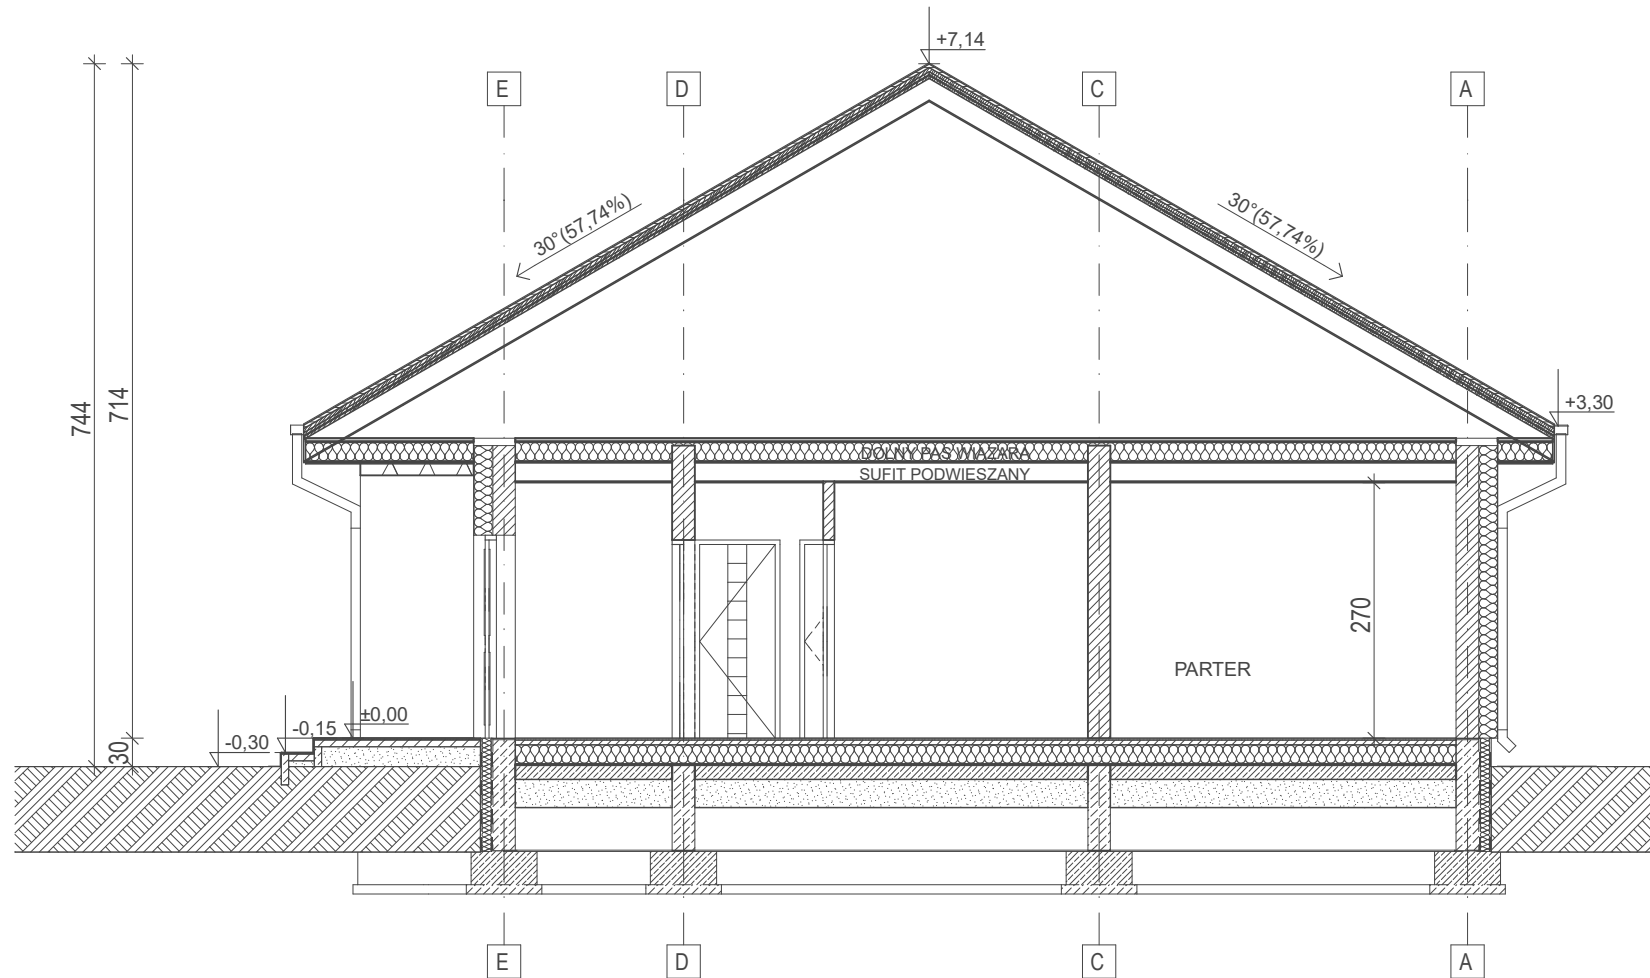 +7,14
E
D
C
A
30°(57,74%)
30°(57,74%)
744
714
+3,30
DOLNY PAS WIĄZARA
SUFIT PODWIESZANY
270
PARTER
±0,00
-0,15
-0,30
30
E
D
C
A